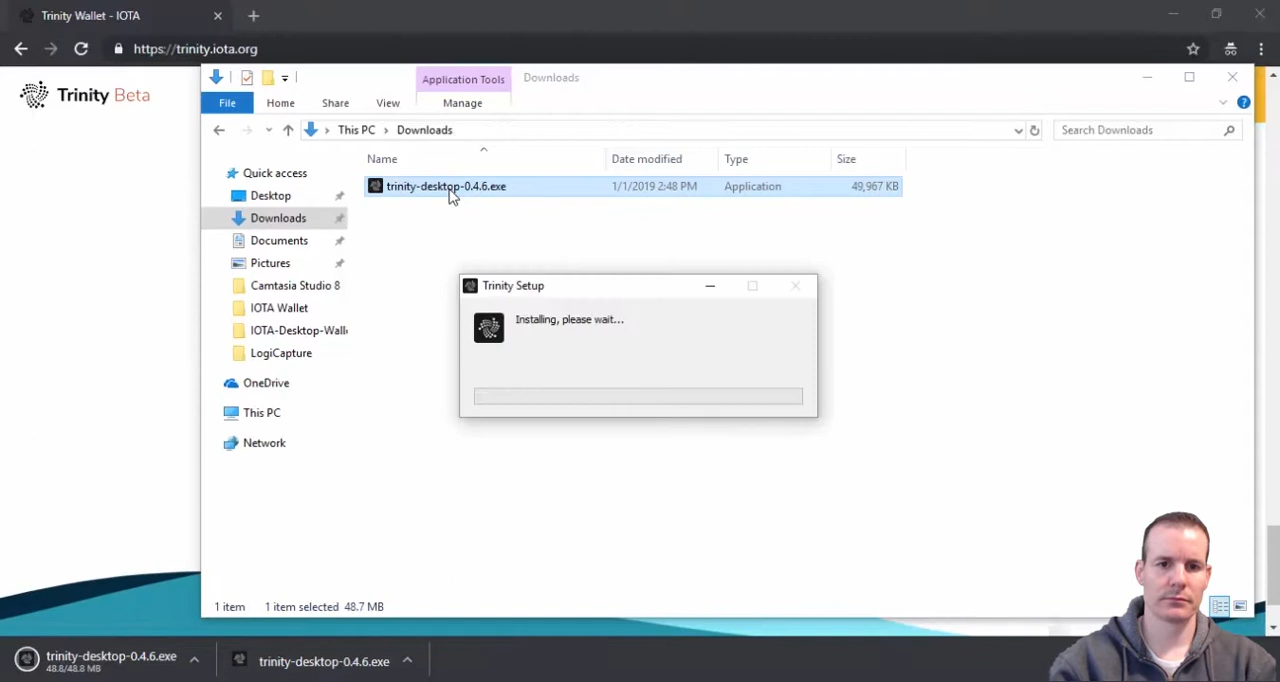 Trinity Wallet - IOTA
https://trinity.iota.org
Trinity Beta
Application Tools
Downloads
File
Home
Share
View
Manage
This PC
Downloads
Search Downloads
Name
Date modified
Type
Size
trinity-desktop-0.4.6.exe
1/1/2019 2:48 PM
Application
49,967 KB
Quick access
Desktop
Downloads
Documents
Pictures
Camtasia Studio 8
IOTA Wallet
IOTA-Desktop-Walle
LogiCapture
OneDrive
This PC
Network
Trinity Setup
Installing, please wait...
1 item
1 item selected
48.7 MB
trinity-desktop-0.4.6.exe
48.8/48.8 MB
trinity-desktop-0.4.6.exe